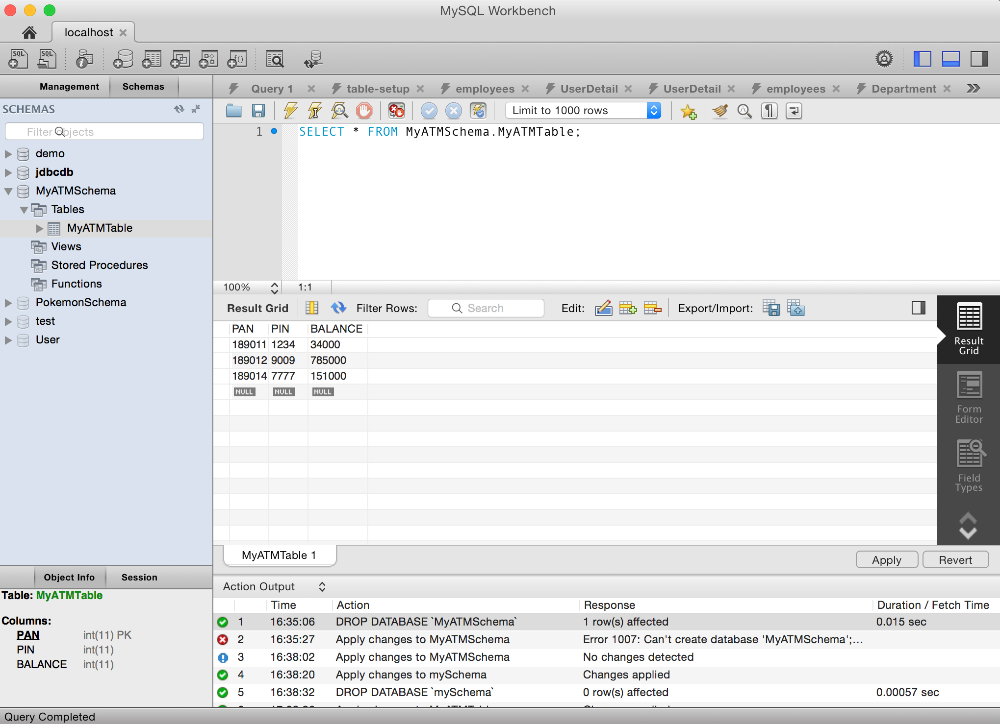 MySQL Workbench
localhost
SQL SQL
Management Schemas
Query 1 table-setup employees UserDetail UserDetail employees Department
SCHEMAS
Limit to 1000 rows
Filter objects
1 SELECT * FROM MyATMSchema.MyATMTable;
demo
jdbcdb
MyATMSchema
Tables
MyATMTable
Views
Stored Procedures
Functions
PokemonSchema
test
User
100% 1:1
Result Grid Filter Rows: Search Edit: Export/Import:
PAN PIN BALANCE
189011 1234 34000
189012 9009 785000
189014 7777 151000
NULL NULL NULL
Result
Grid
Form
Editor
Field
Types
MyATMTable 1
Apply Revert
Object Info Session
Table: MyATMTable
Columns:
PAN int(11) PK
PIN int(11)
BALANCE int(11)
Action Output
Time Action Response Duration / Fetch Time
1 16:35:06 DROP DATABASE `MyATMSchema` 1 row(s) affected 0.015 sec
2 16:35:27 Apply changes to MyATMSchema Error 1007: Can't create database 'MyATMSchema';...
3 16:38:02 Apply changes to MyATMSchema No changes detected
4 16:38:20 Apply changes to mySchema Changes applied
5 16:38:32 DROP DATABASE `mySchema` 0 row(s) affected 0.00057 sec
Query Completed